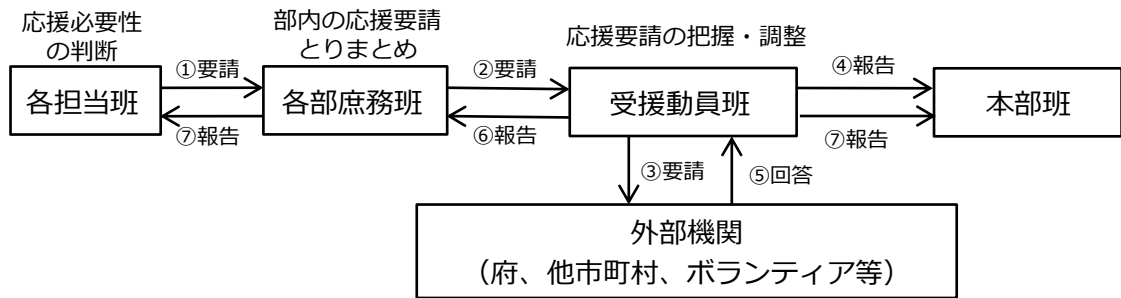 応援必要性
の判断
部内の応援要請
とりまとめ
応援要請の把握・調整
①要請
②要請
④報告
各担当班
各部庶務班
受援動員班
本部班
⑦報告
⑥報告
⑦報告
③要請
⑤回答
外部機関
（府、他市町村、ボランティア等）